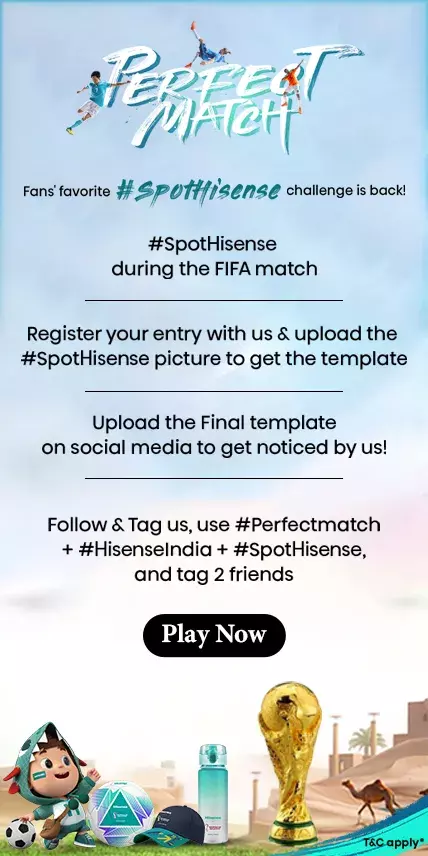 PERFECT
MATCH
Fans' favorite #SpotHisense challenge is back!
#SpotHisense
during the FIFA match
Register your entry with us & upload the
#SpotHisense picture to get the template
Upload the Final template
on social media to get noticed by us!
Follow & Tag us, use #Perfectmatch
+ #HisenseIndia + #SpotHisense,
and tag 2 friends
Play Now
T&C apply*